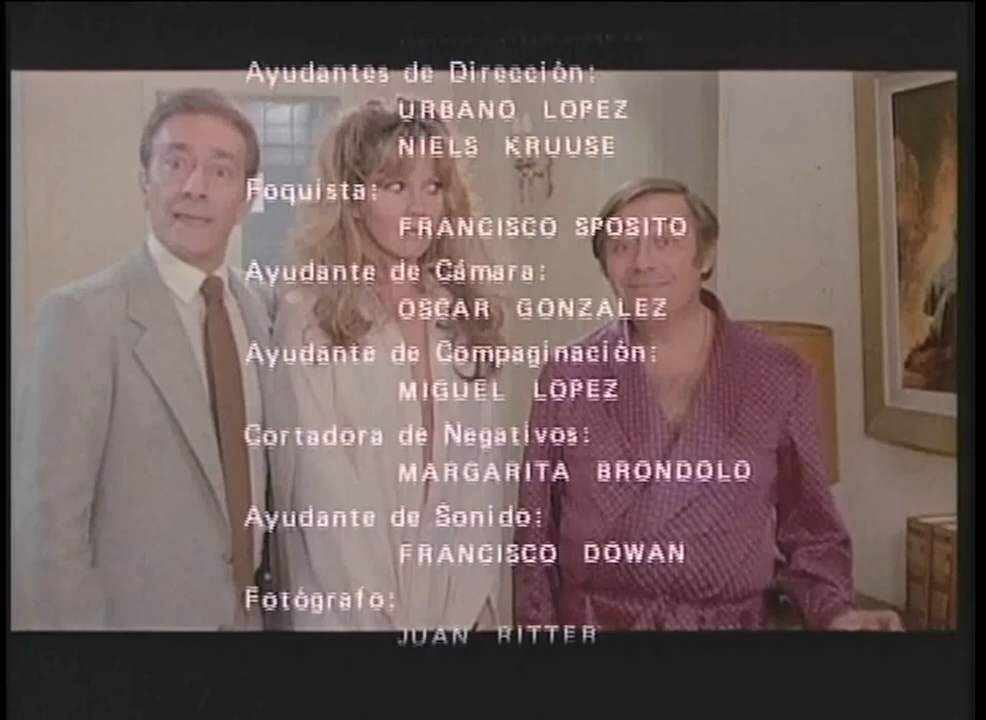 Ayudantes de Dirección:
URBANO LOPEZ
NIELS KRUUSE
Foquista:
FRANCISCO SPOSITO
Ayudante de Cámara:
OSCAR GONZALEZ
Ayudante de Compaginación:
MIGUEL LOPEZ
Cortadora de Negativos:
MARGARITA BRONDOLO
Ayudante de Sonido:
FRANCISCO DOWAN
Fotógrafo:
JUAN RITTER